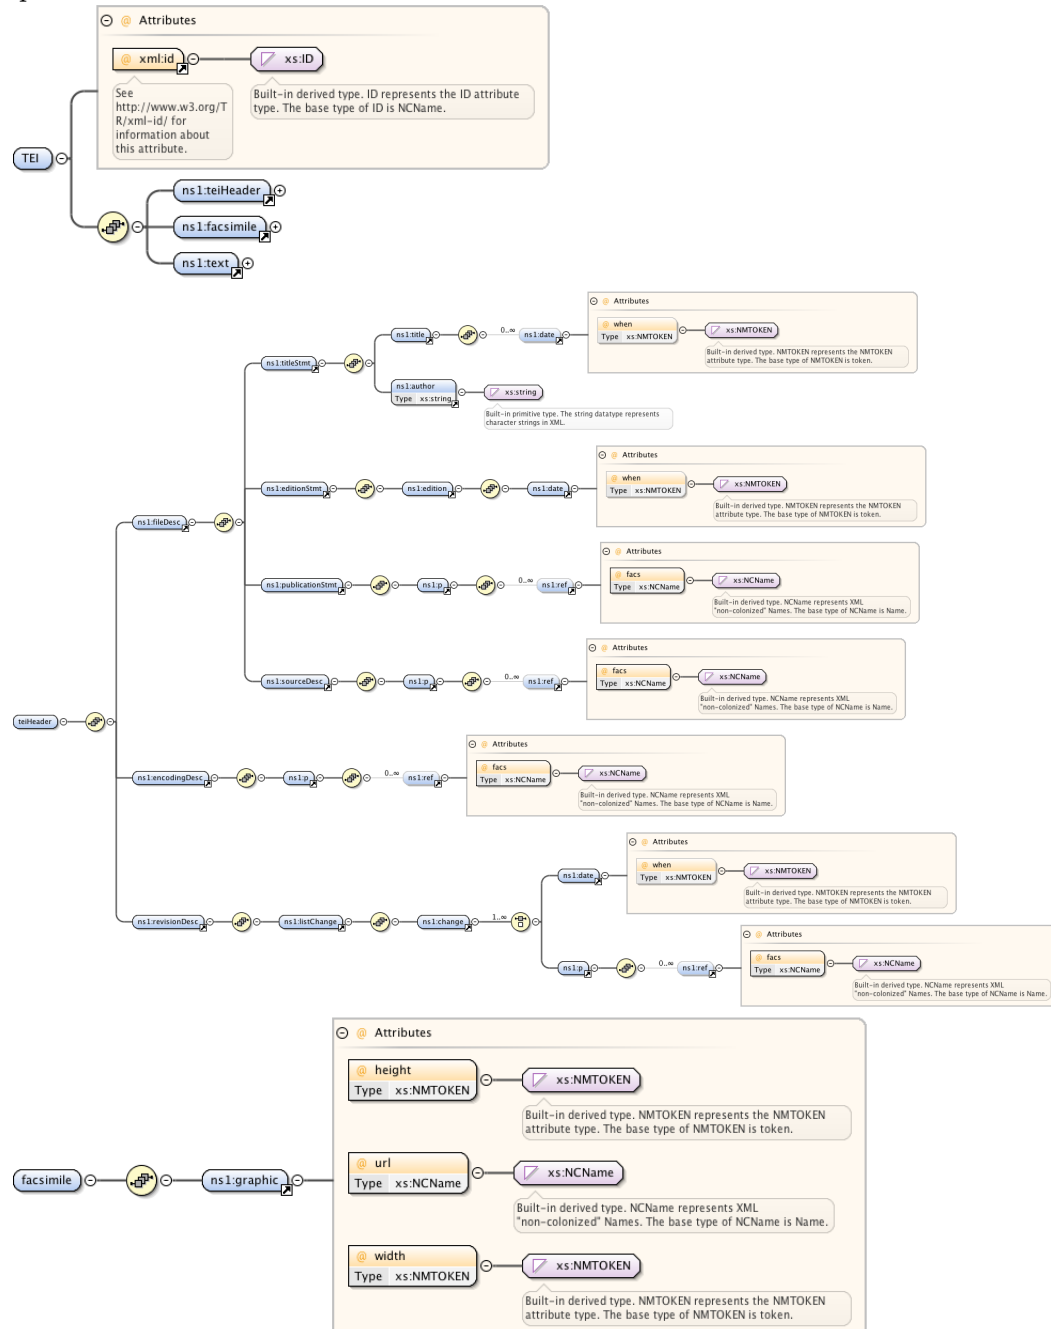 @ Attributes
@ xml:id
xs:ID
See
http://www.w3.org/T
R/xml-id/ for
information about
this attribute.
Built-in derived type. ID represents the ID attribute
type. The base type of ID is NCName.
TEI
ns1:teiHeader
ns1:facsimile
ns1:text
@ Attributes
@ when
Type xs:NMTOKEN
xs:NMTOKEN
Built-in derived type. NMTOKEN represents the NMTOKEN
attribute type. The base type of NMTOKEN is token.
ns1:title
0..∞
ns1:date
ns1:titleStmt
ns1:author
Type xs:string
xs:string
Built-in primitive type. The string datatype represents
character strings in XML.
@ Attributes
@ when
Type xs:NMTOKEN
xs:NMTOKEN
Built-in derived type. NMTOKEN represents the NMTOKEN
attribute type. The base type of NMTOKEN is token.
ns1:editionStmt
ns1:edition
ns1:date
ns1:fileDesc
@ Attributes
@ facs
Type xs:NCName
xs:NCName
Built-in derived type. NCName represents XML
"non-colonized" Names. The base type of NCName is Name.
ns1:publicationStmt
ns1:p
0..∞
ns1:ref
@ Attributes
@ facs
Type xs:NCName
xs:NCName
Built-in derived type. NCName represents XML
"non-colonized" Names. The base type of NCName is Name.
ns1:sourceDesc
ns1:p
0..∞
ns1:ref
teiHeader
@ Attributes
@ facs
Type xs:NCName
xs:NCName
Built-in derived type. NCName represents XML
"non-colonized" Names. The base type of NCName is Name.
ns1:encodingDesc
ns1:p
0..∞
ns1:ref
@ Attributes
@ when
Type xs:NMTOKEN
xs:NMTOKEN
Built-in derived type. NMTOKEN represents the NMTOKEN
attribute type. The base type of NMTOKEN is token.
ns1:date
ns1:revisionDesc
ns1:listChange
ns1:change
1..∞
@ Attributes
@ facs
Type xs:NCName
xs:NCName
Built-in derived type. NCName represents XML
"non-colonized" Names. The base type of NCName is Name.
ns1:p
0..∞
ns1:ref
@ Attributes
@ height
Type xs:NMTOKEN
xs:NMTOKEN
Built-in derived type. NMTOKEN represents the NMTOKEN
attribute type. The base type of NMTOKEN is token.
facsimile
ns1:graphic
@ url
Type xs:NCName
xs:NCName
Built-in derived type. NCName represents XML
"non-colonized" Names. The base type of NCName is Name.
@ width
Type xs:NMTOKEN
xs:NMTOKEN
Built-in derived type. NMTOKEN represents the NMTOKEN
attribute type. The base type of NMTOKEN is token.